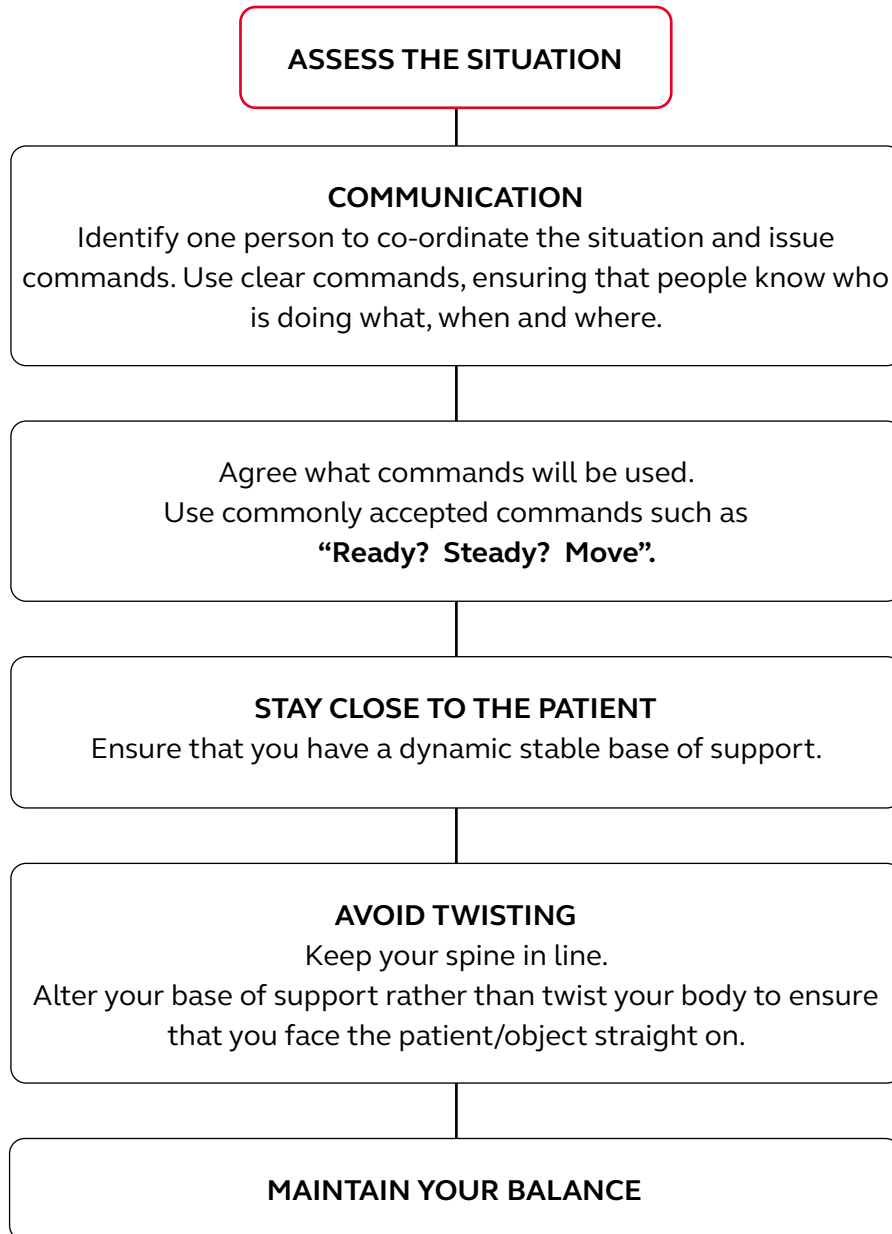 ASSESS THE SITUATION
COMMUNICATION
Identify one person to co-ordinate the situation and issue
commands. Use clear commands, ensuring that people know who
is doing what, when and where.
Agree what commands will be used.
Use commonly accepted commands such as
“Ready?  Steady?  Move”.
STAY CLOSE TO THE PATIENT
Ensure that you have a dynamic stable base of support.
AVOID TWISTING
Keep your spine in line.
Alter your base of support rather than twist your body to ensure
that you face the patient/object straight on.
MAINTAIN YOUR BALANCE